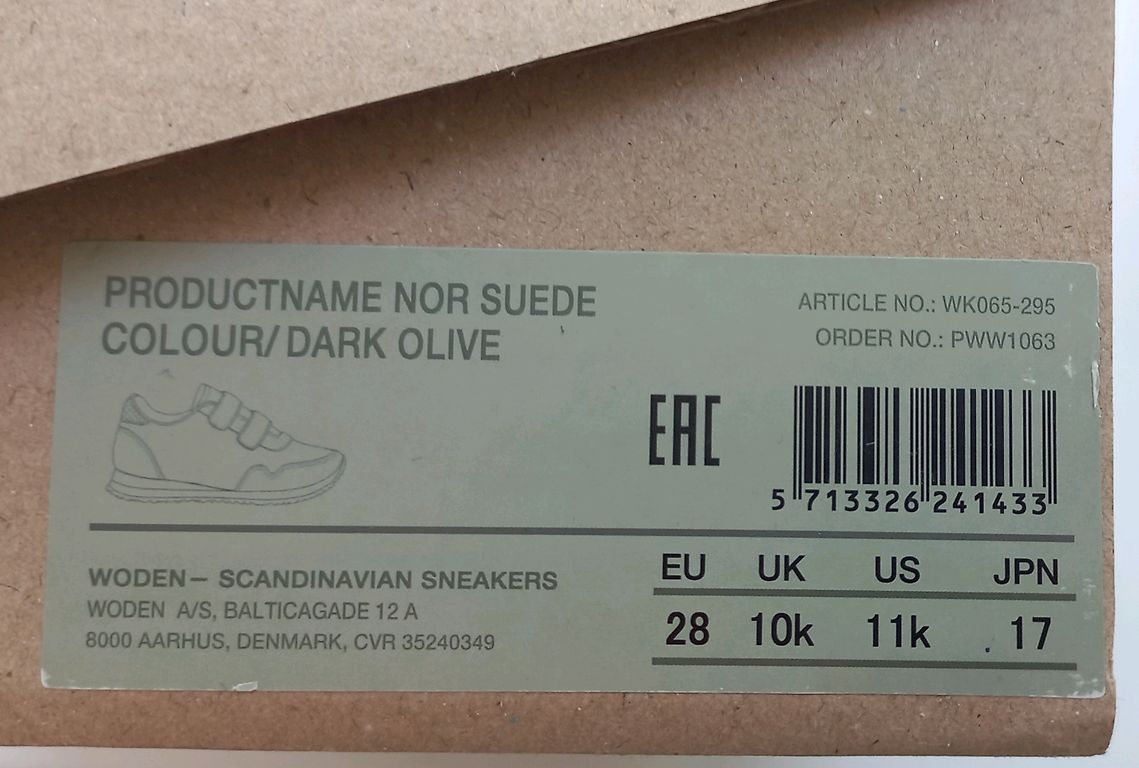 PRODUCTNAME NOR SUEDE
COLOUR/DARK OLIVE
ARTICLE NO.: WK065-295
ORDER NO.: PWW1063
EAC
5 713326 241433
WODEN– SCANDINAVIAN SNEAKERS
WODEN A/S, BALTICAGADE 12 A
8000 AARHUS, DENMARK, CVR 35240349
EU UK US JPN
28 10k 11k 17